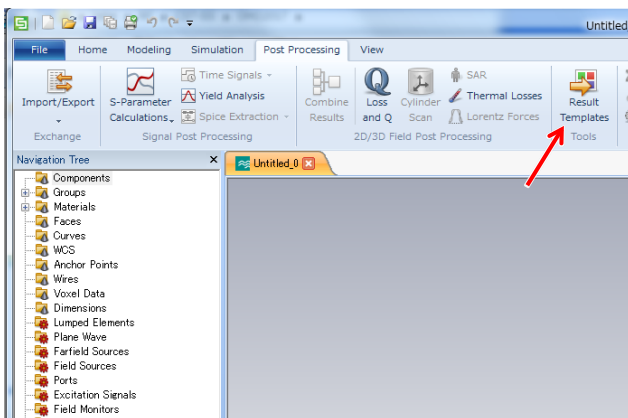 Untitled
File Home Modeling Simulation Post Processing View
Import/Export
S-Parameter
Calculations
Time Signals
Yield Analysis
Spice Extraction
Combine
Results
Loss
and Q
Cylinder
Scan
SAR
Thermal Losses
Lorentz Forces
Result
Templates
Exchange Signal Post Processing 2D/3D Field Post Processing Tools
Navigation Tree
Untitled_0
Components
Groups
Materials
Faces
Curves
WCS
Anchor Points
Wires
Voxel Data
Dimensions
Lumped Elements
Plane Wave
Farfield Sources
Field Sources
Ports
Excitation Signals
Field Monitors